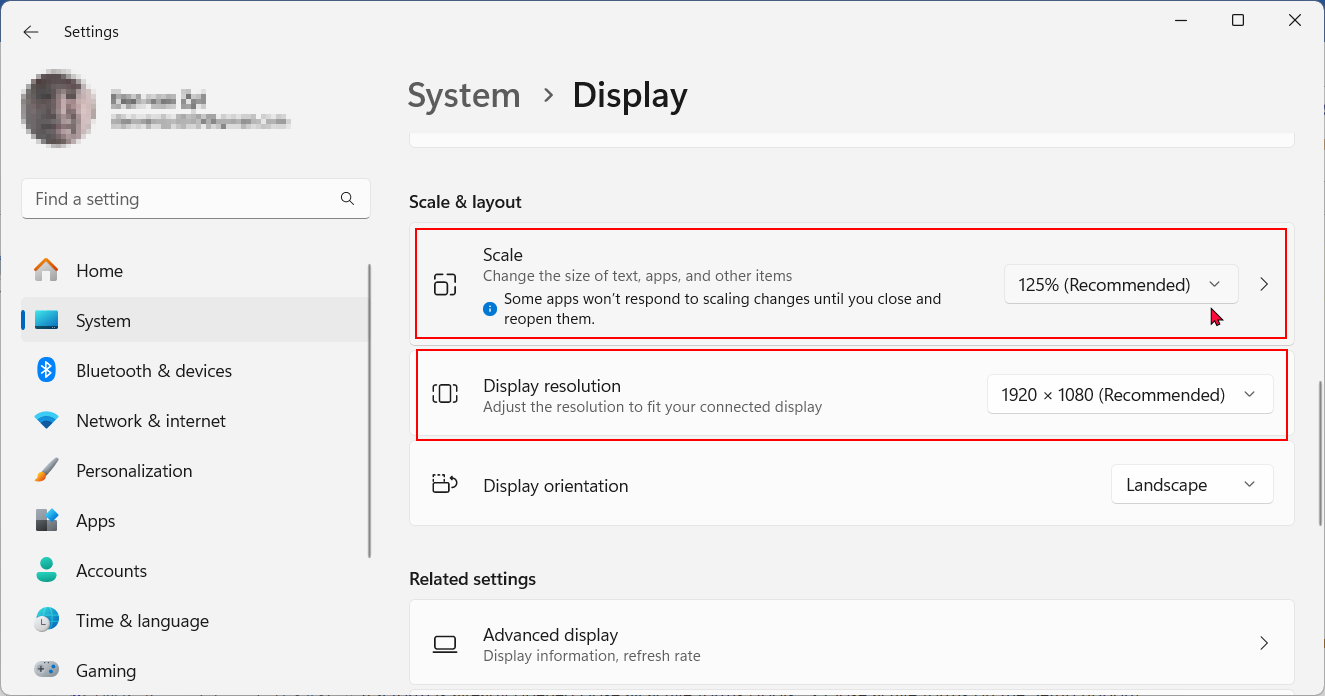 Settings
System > Display
Find a setting
Home
System
Bluetooth & devices
Network & internet
Personalization
Apps
Accounts
Time & language
Gaming
Scale & layout
Scale
Change the size of text, apps, and other items
Some apps won't respond to scaling changes until you close and
reopen them.
125% (Recommended)
Display resolution
Adjust the resolution to fit your connected display
1920 × 1080 (Recommended)
Display orientation
Landscape
Related settings
Advanced display
Display information, refresh rate